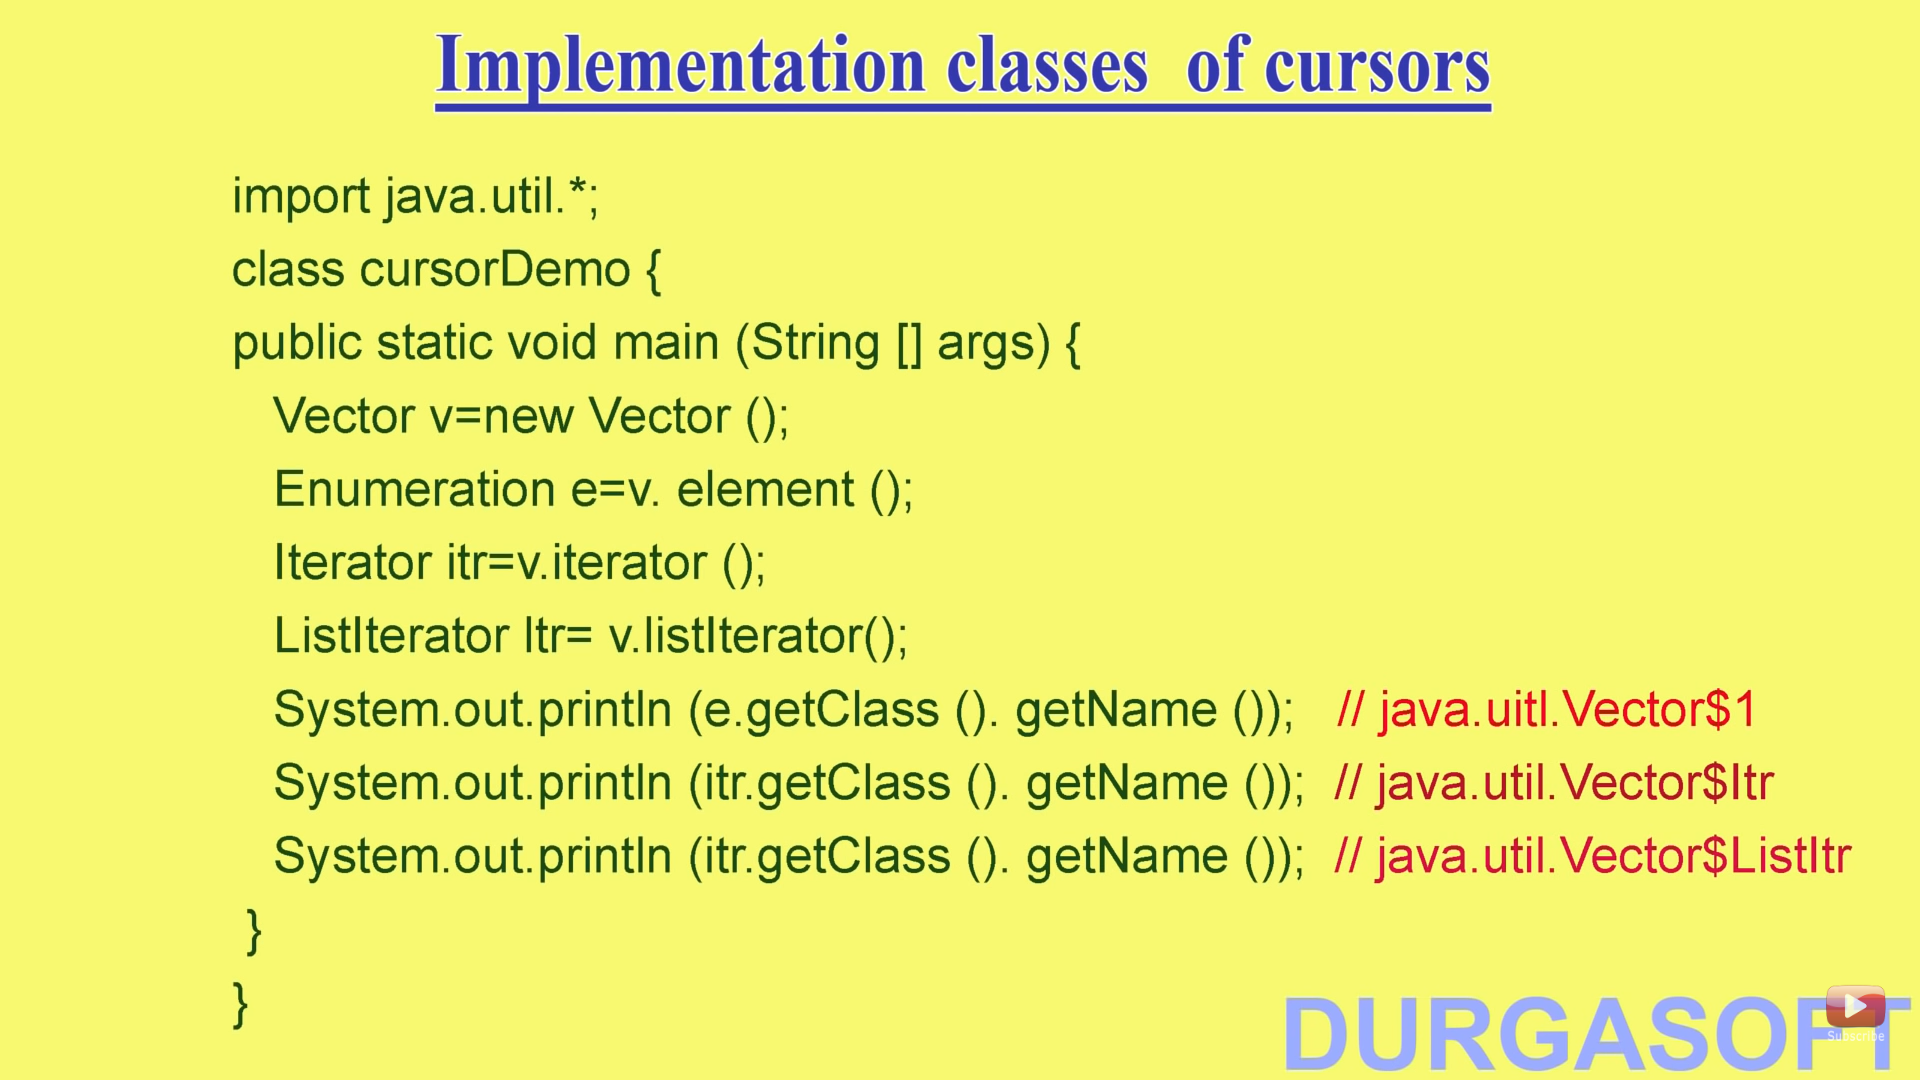 Implementation classes of cursors
import java.util.*;
class cursorDemo {
public static void main (String [] args) {
Vector v=new Vector ();
Enumeration e=v. element ();
Iterator itr=v.iterator ();
ListIterator ltr= v.listIterator();
System.out.println (e.getClass (). getName ()); // java.uitl.Vector$1
System.out.println (itr.getClass (). getName ()); // java.util.Vector$Itr
System.out.println (itr.getClass (). getName ()); // java.util.Vector$ListItr
}
}
DURGASOFT
Subscribe